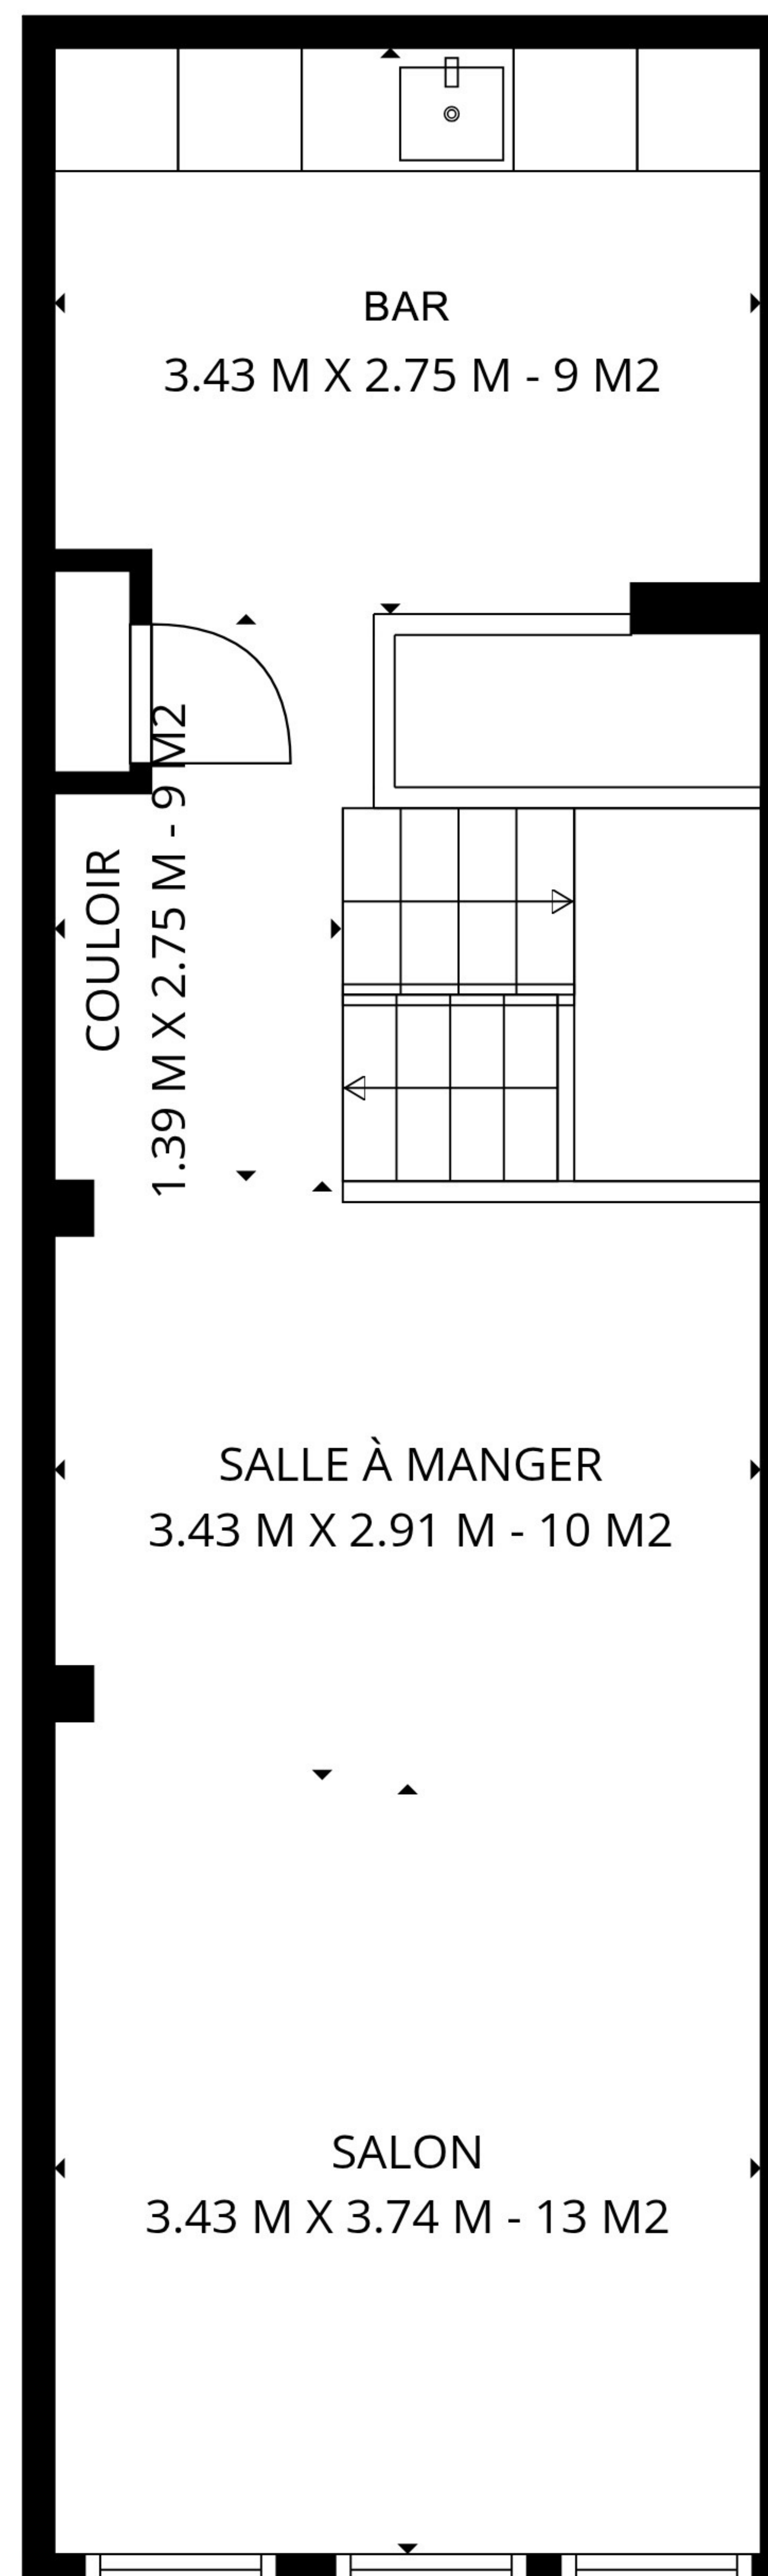 BAR
3.43 M X 2.75 M - 9 M2
COULOIR
1.39 M X 2.75 M - 9 M2
SALLE À MANGER
3.43 M X 2.91 M - 10 M2
SALON
3.43 M X 3.74 M - 13 M2